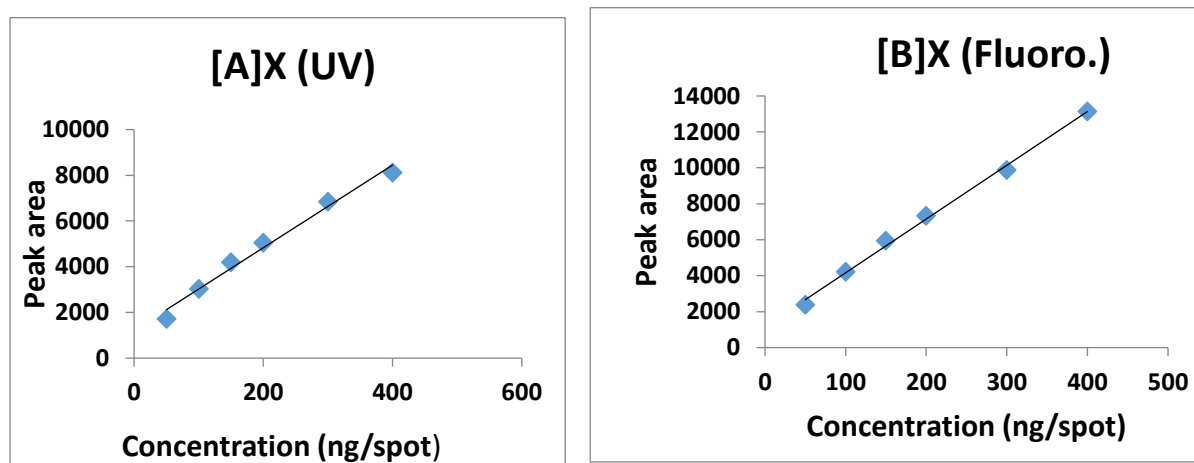 [A]X (UV)
10000
8000
6000
4000
2000
0
Peak area
0 200 400 600
Concentration (ng/spot)
[B]X (Fluoro.)
14000
12000
10000
8000
6000
4000
2000
0
Peak area
0 100 200 300 400 500
Concentration (ng/spot)